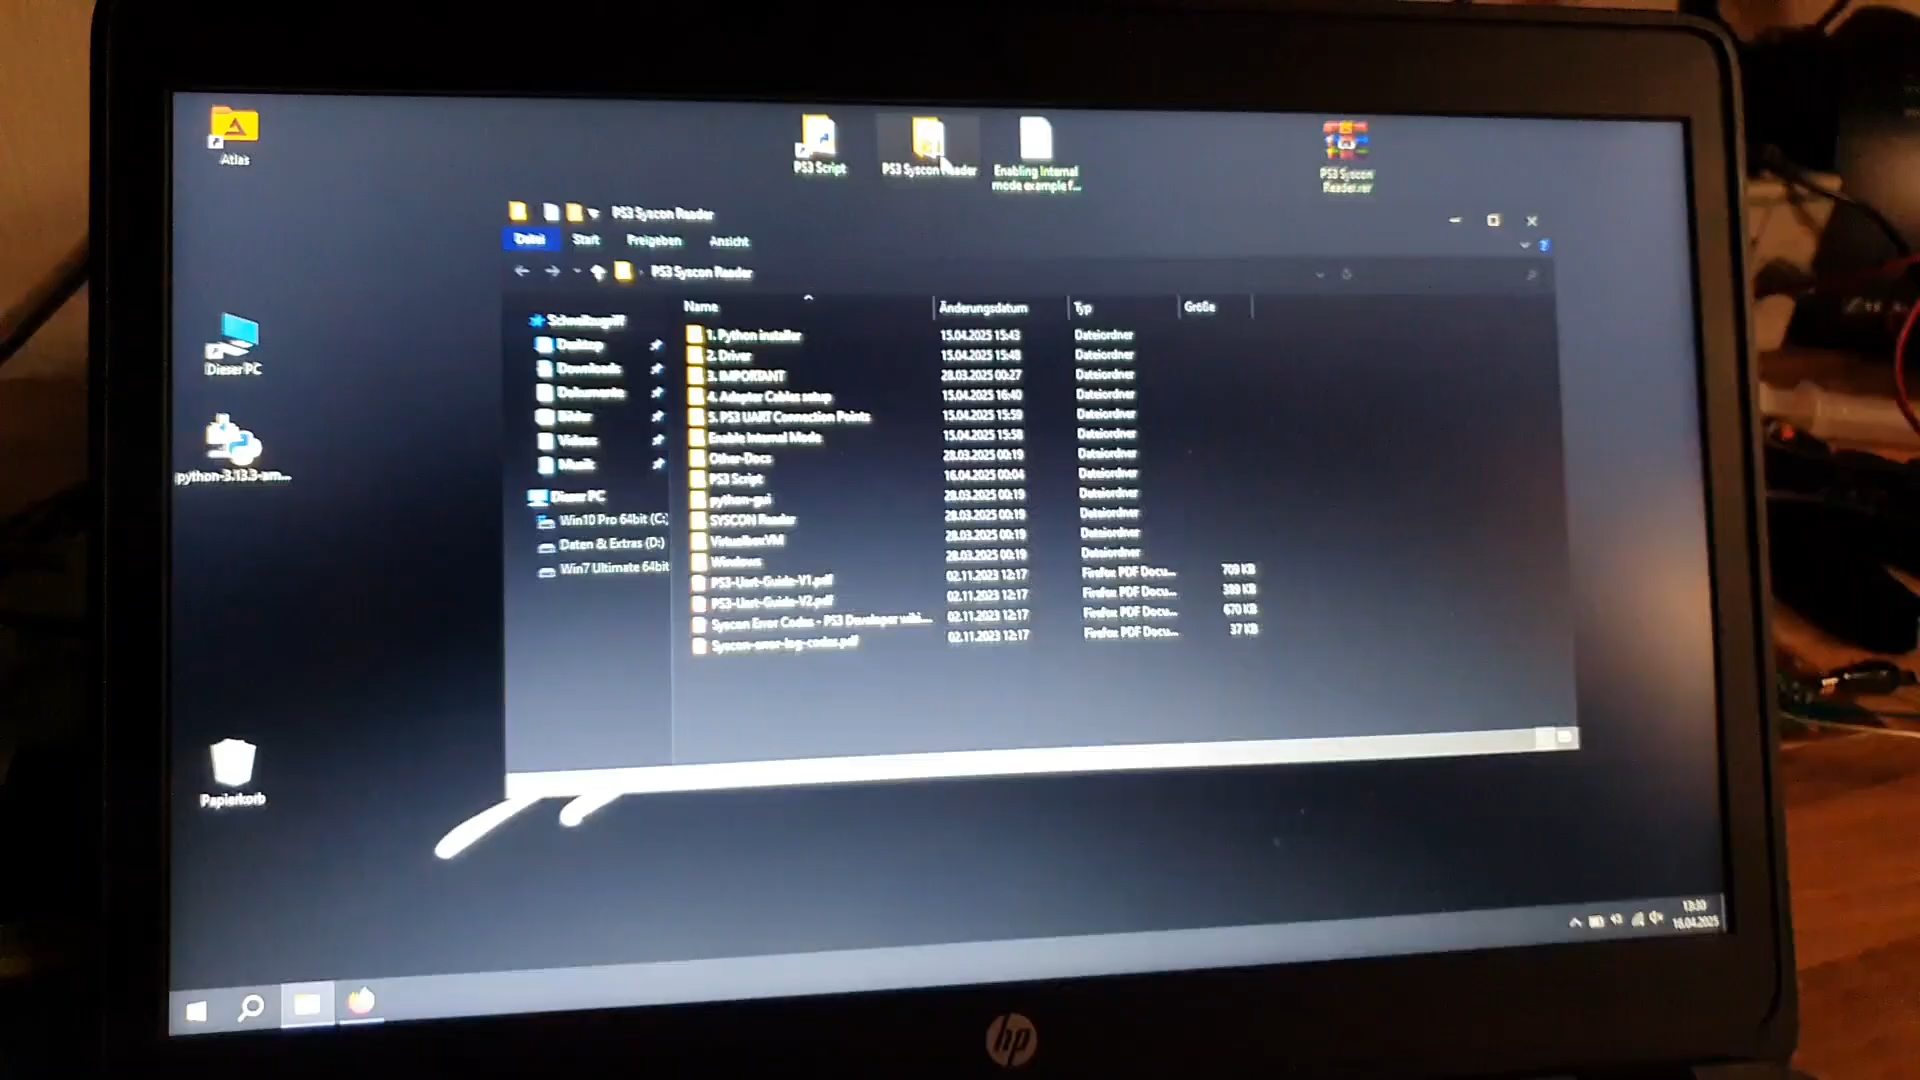 Atlas
PS3 Script
PS3 Syscon Reader
Enabling Internal
mode example f...
PS3 Syscon
Reader.rar
PS3 Syscon Reader
Datei Start Freigeben Ansicht
PS3 Syscon Reader
Name Änderungsdatum Typ Größe
Schnellzugriff
Desktop
Downloads
Dokumente
Bilder
Videos
Musik
Dieser PC
Win10 Pro 64bit (C:)
Daten & Extras (D:)
Win7 Ultimate 64bit
1. Python installer 15.04.2025 15:43 Dateiordner
2. Driver 15.04.2025 15:48 Dateiordner
3. IMPORTANT 28.03.2025 00:27 Dateiordner
4. Adapter Cables setup 15.04.2025 16:40 Dateiordner
5. PS3 UART Connection Points 15.04.2025 15:59 Dateiordner
Enable Internal Mode 15.04.2025 15:58 Dateiordner
Other-Docs 28.03.2025 00:19 Dateiordner
PS3 Script 16.04.2025 00:04 Dateiordner
python-gui 28.03.2025 00:19 Dateiordner
SYSCON Reader 28.03.2025 00:19 Dateiordner
VirtualboxVM 28.03.2025 00:19 Dateiordner
Windows 28.03.2025 00:19 Dateiordner
PS3-Uart-Guide-V1.pdf 02.11.2023 12:17 Firefox PDF Docu... 709 KB
PS3-Uart-Guide-V2.pdf 02.11.2023 12:17 Firefox PDF Docu... 389 KB
Syscon Error Codes - PS3 Developer wiki... 02.11.2023 12:17 Firefox PDF Docu... 670 KB
Syscon-error-log-codes.pdf 02.11.2023 12:17 Firefox PDF Docu... 37 KB
Dieser PC
python-3.13.3-am...
Papierkorb
13:30
16.04.2025
hp